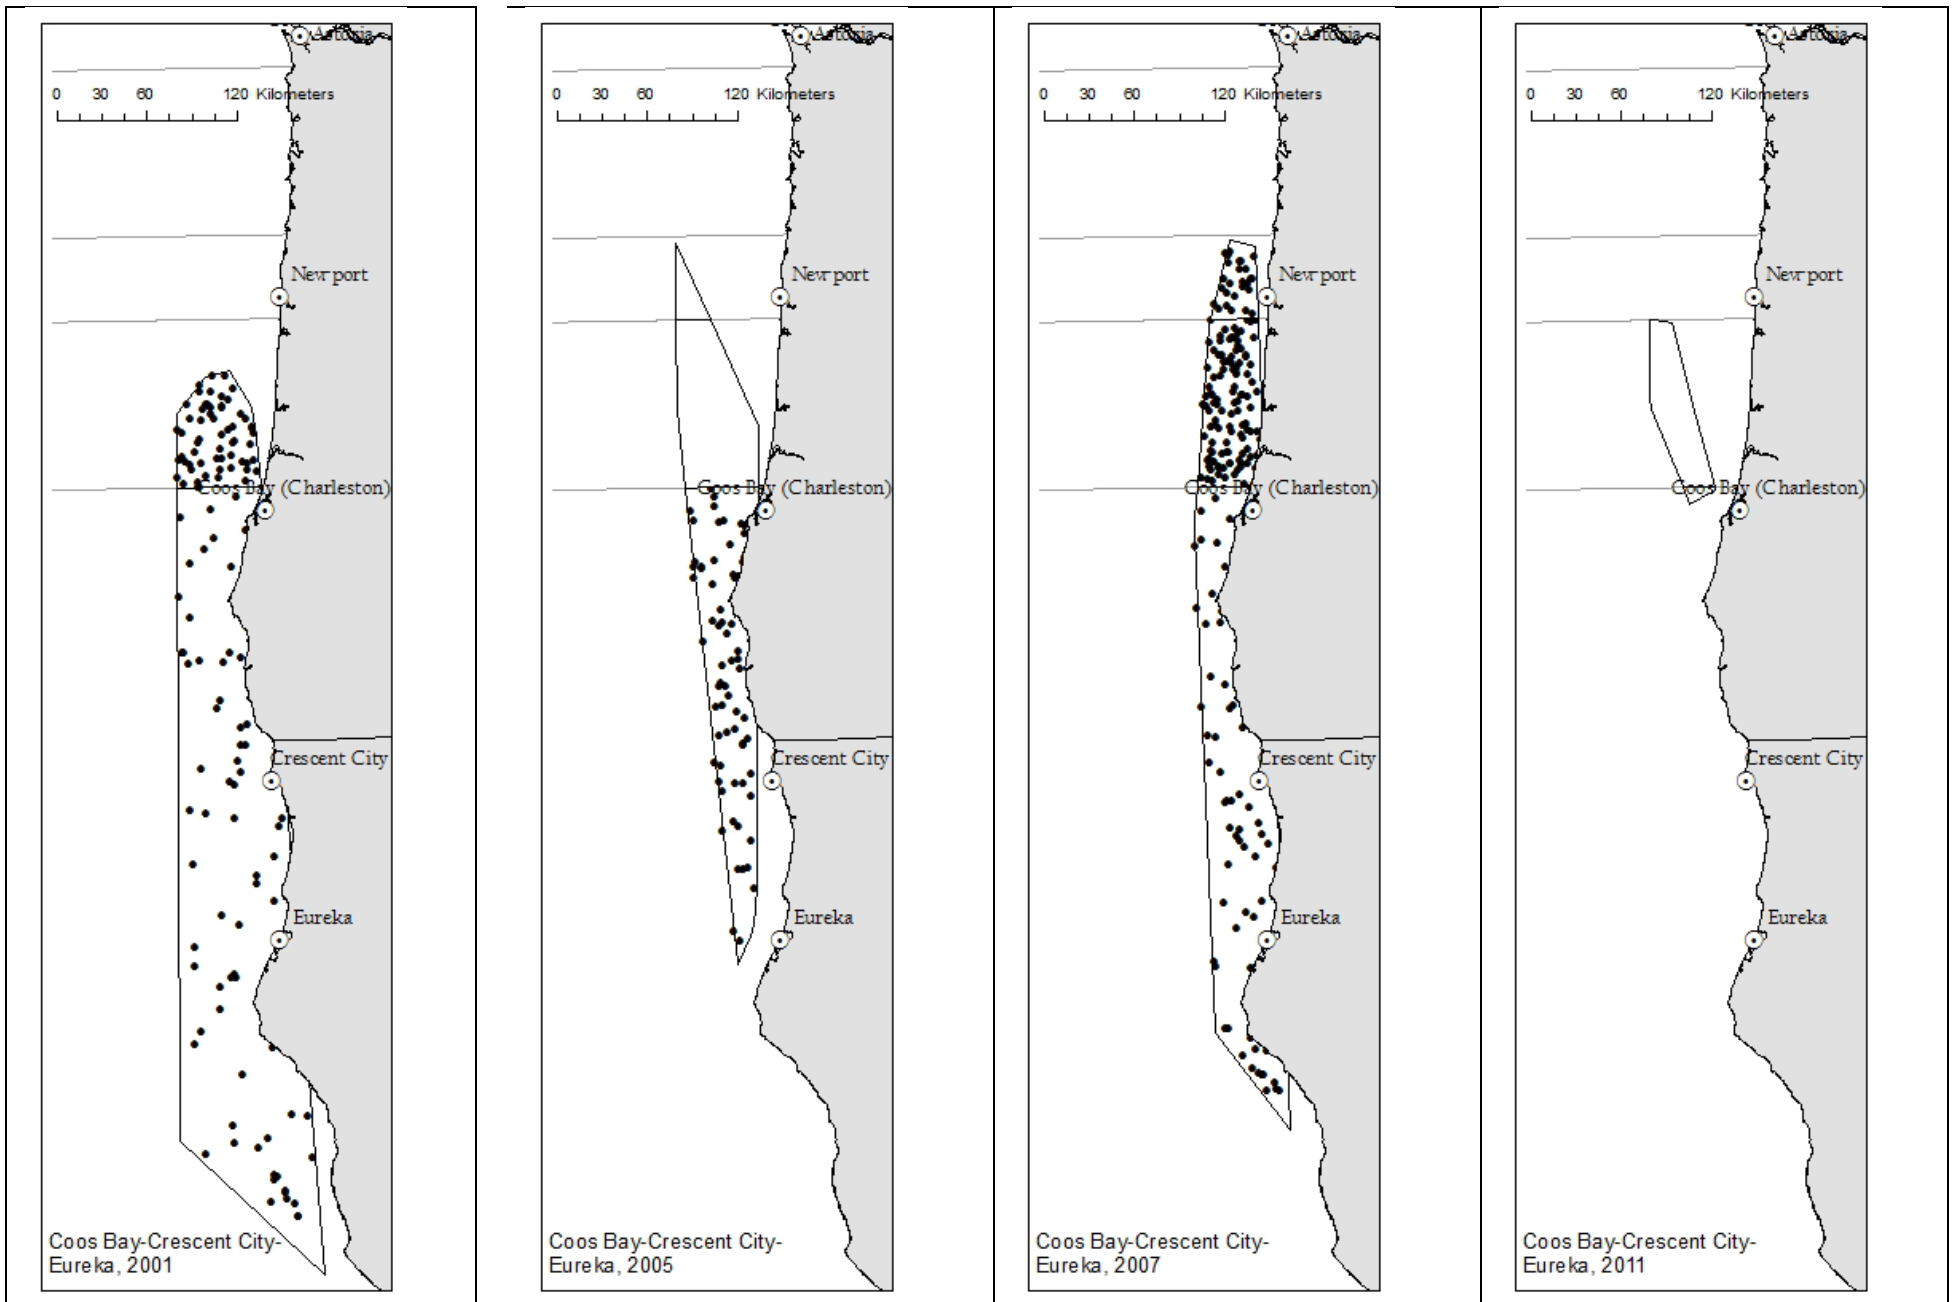 Astoria
0 30 60 120 Kilometers
Newport
Coos Bay (Charleston)
Crescent City
Eureka
Coos Bay-Crescent City-
Eureka, 2001
Astoria
0 30 60 120 Kilometers
Newport
Coos Bay (Charleston)
Crescent City
Eureka
Coos Bay-Crescent City-
Eureka, 2005
Astoria
0 30 60 120 Kilometers
Newport
Coos Bay (Charleston)
Crescent City
Eureka
Coos Bay-Crescent City-
Eureka, 2007
Astoria
0 30 60 120 Kilometers
Newport
Coos Bay (Charleston)
Crescent City
Eureka
Coos Bay-Crescent City-
Eureka, 2011